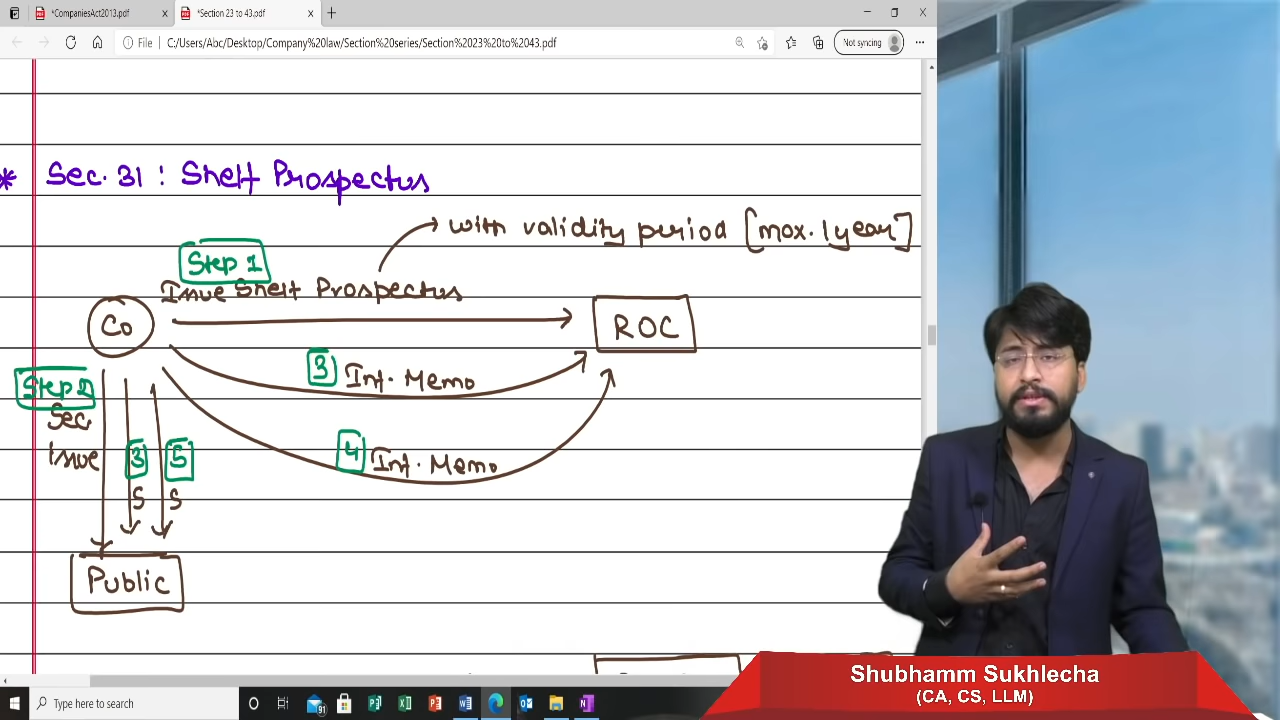 *CompaniesAct2013.pdf
*Section 23 to 43.pdf
File
C:/Users/Abc/Desktop/Company%20law/Section%20series/Section%2023%20to%2043.pdf
Not syncing
* Sec. 31 : Shelf Prospectus
with validity period [max. 1 year]
Step 1
Issue Shelf Prospectus
Co
ROC
3 Int. Memo
Step 2
Sec
Issue
3 5
S S
4 Int. Memo
Public
Shubhamm Sukhlecha
(CA, CS, LLM)
Type here to search
91